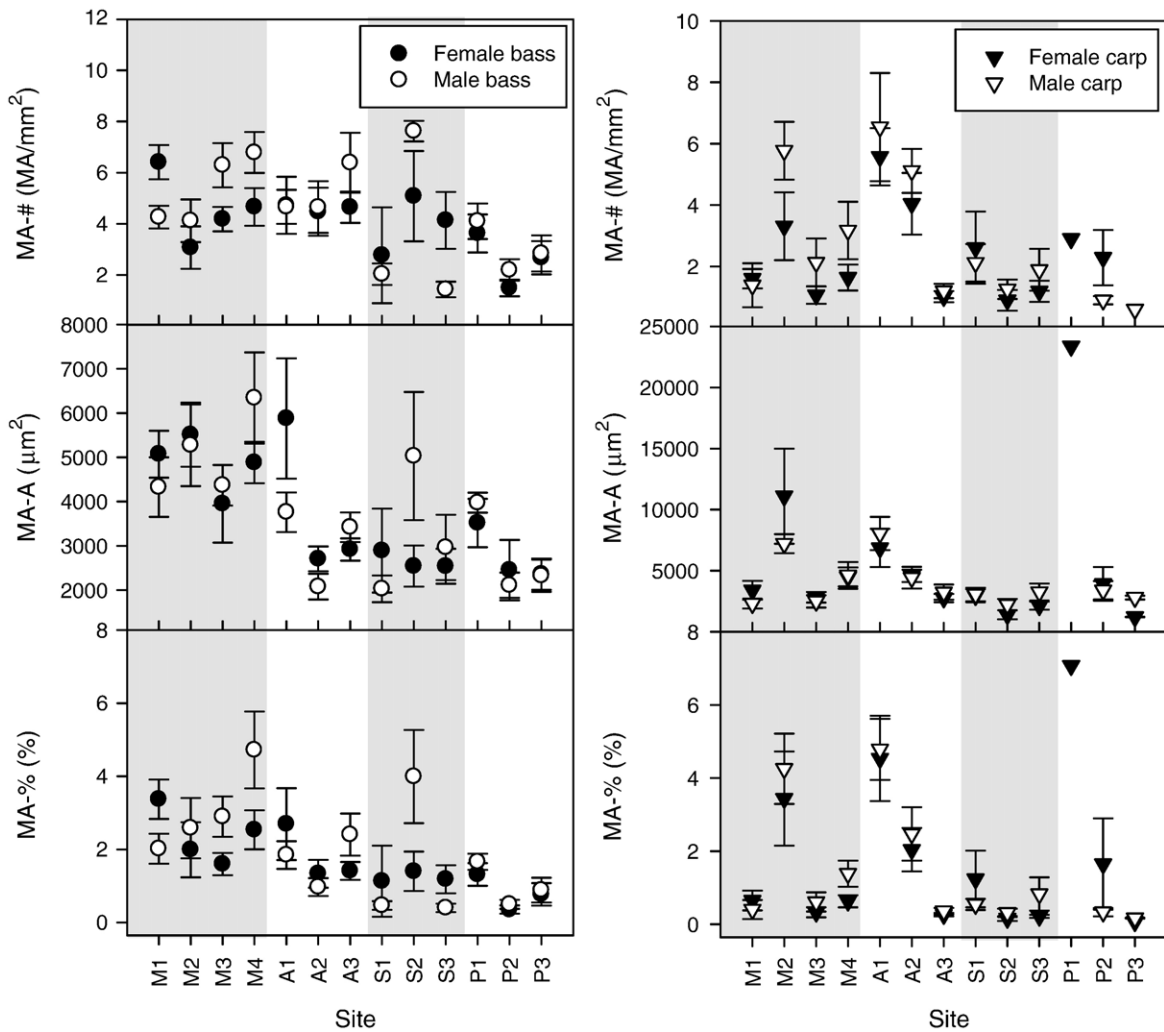 12
10
8
6
4
2
MA-# (MA/mm²)
Female bass
Male bass
8000
7000
6000
5000
4000
3000
2000
MA-A (µm²)
8
6
4
2
0
MA-% (%)
M1 M2 M3 M4 A1 A2 A3 S1 S2 S3 P1 P2 P3
Site
10
8
6
4
2
MA-# (MA/mm²)
Female carp
Male carp
25000
20000
15000
10000
5000
MA-A (µm²)
8
6
4
2
0
MA-% (%)
M1 M2 M3 M4 A1 A2 A3 S1 S2 S3 P1 P2 P3
Site